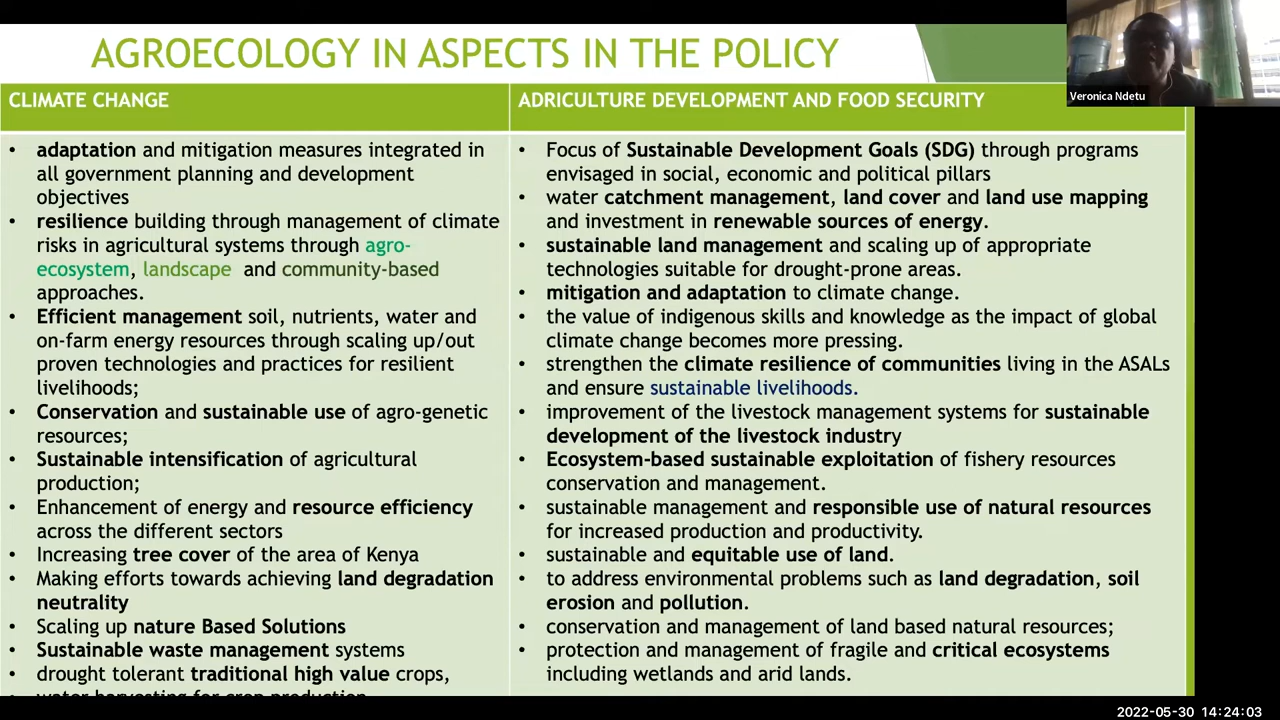 AGROECOLOGY IN ASPECTS IN THE POLICY
Veronica Ndetu
CLIMATE CHANGE
• adaptation and mitigation measures integrated in
all government planning and development
objectives
• resilience building through management of climate
risks in agricultural systems through agro-
ecosystem, landscape and community-based
approaches.
• Efficient management soil, nutrients, water and
on-farm energy resources through scaling up/out
proven technologies and practices for resilient
livelihoods;
• Conservation and sustainable use of agro-genetic
resources;
• Sustainable intensification of agricultural
production;
• Enhancement of energy and resource efficiency
across the different sectors
• Increasing tree cover of the area of Kenya
• Making efforts towards achieving land degradation
neutrality
• Scaling up nature Based Solutions
• Sustainable waste management systems
• drought tolerant traditional high value crops,
• water harvesting for crop production
ADRICULTURE DEVELOPMENT AND FOOD SECURITY
• Focus of Sustainable Development Goals (SDG) through programs
envisaged in social, economic and political pillars
• water catchment management, land cover and land use mapping
and investment in renewable sources of energy.
• sustainable land management and scaling up of appropriate
technologies suitable for drought-prone areas.
• mitigation and adaptation to climate change.
• the value of indigenous skills and knowledge as the impact of global
climate change becomes more pressing.
• strengthen the climate resilience of communities living in the ASALs
and ensure sustainable livelihoods.
• improvement of the livestock management systems for sustainable
development of the livestock industry
• Ecosystem-based sustainable exploitation of fishery resources
conservation and management.
• sustainable management and responsible use of natural resources
for increased production and productivity.
• sustainable and equitable use of land.
• to address environmental problems such as land degradation, soil
erosion and pollution.
• conservation and management of land based natural resources;
• protection and management of fragile and critical ecosystems
including wetlands and arid lands.
2022-05-30 14:24:03